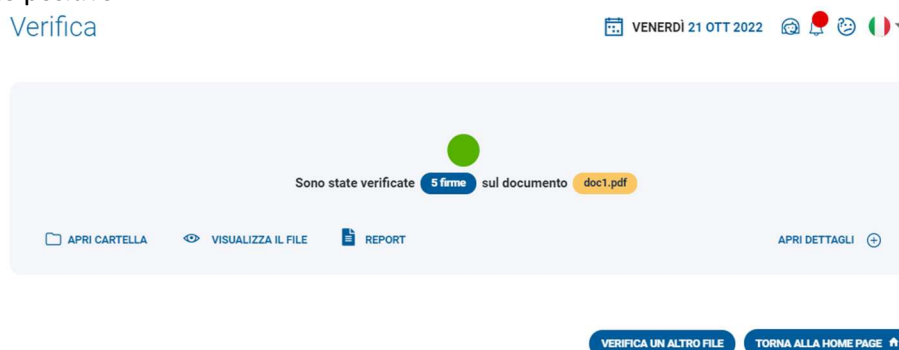 Verifica
VENERDÌ 21 OTT 2022
Sono state verificate 5 firme sul documento doc1.pdf
APRI CARTELLA VISUALIZZA IL FILE REPORT APRI DETTAGLI
VERIFICA UN ALTRO FILE TORNA ALLA HOME PAGE